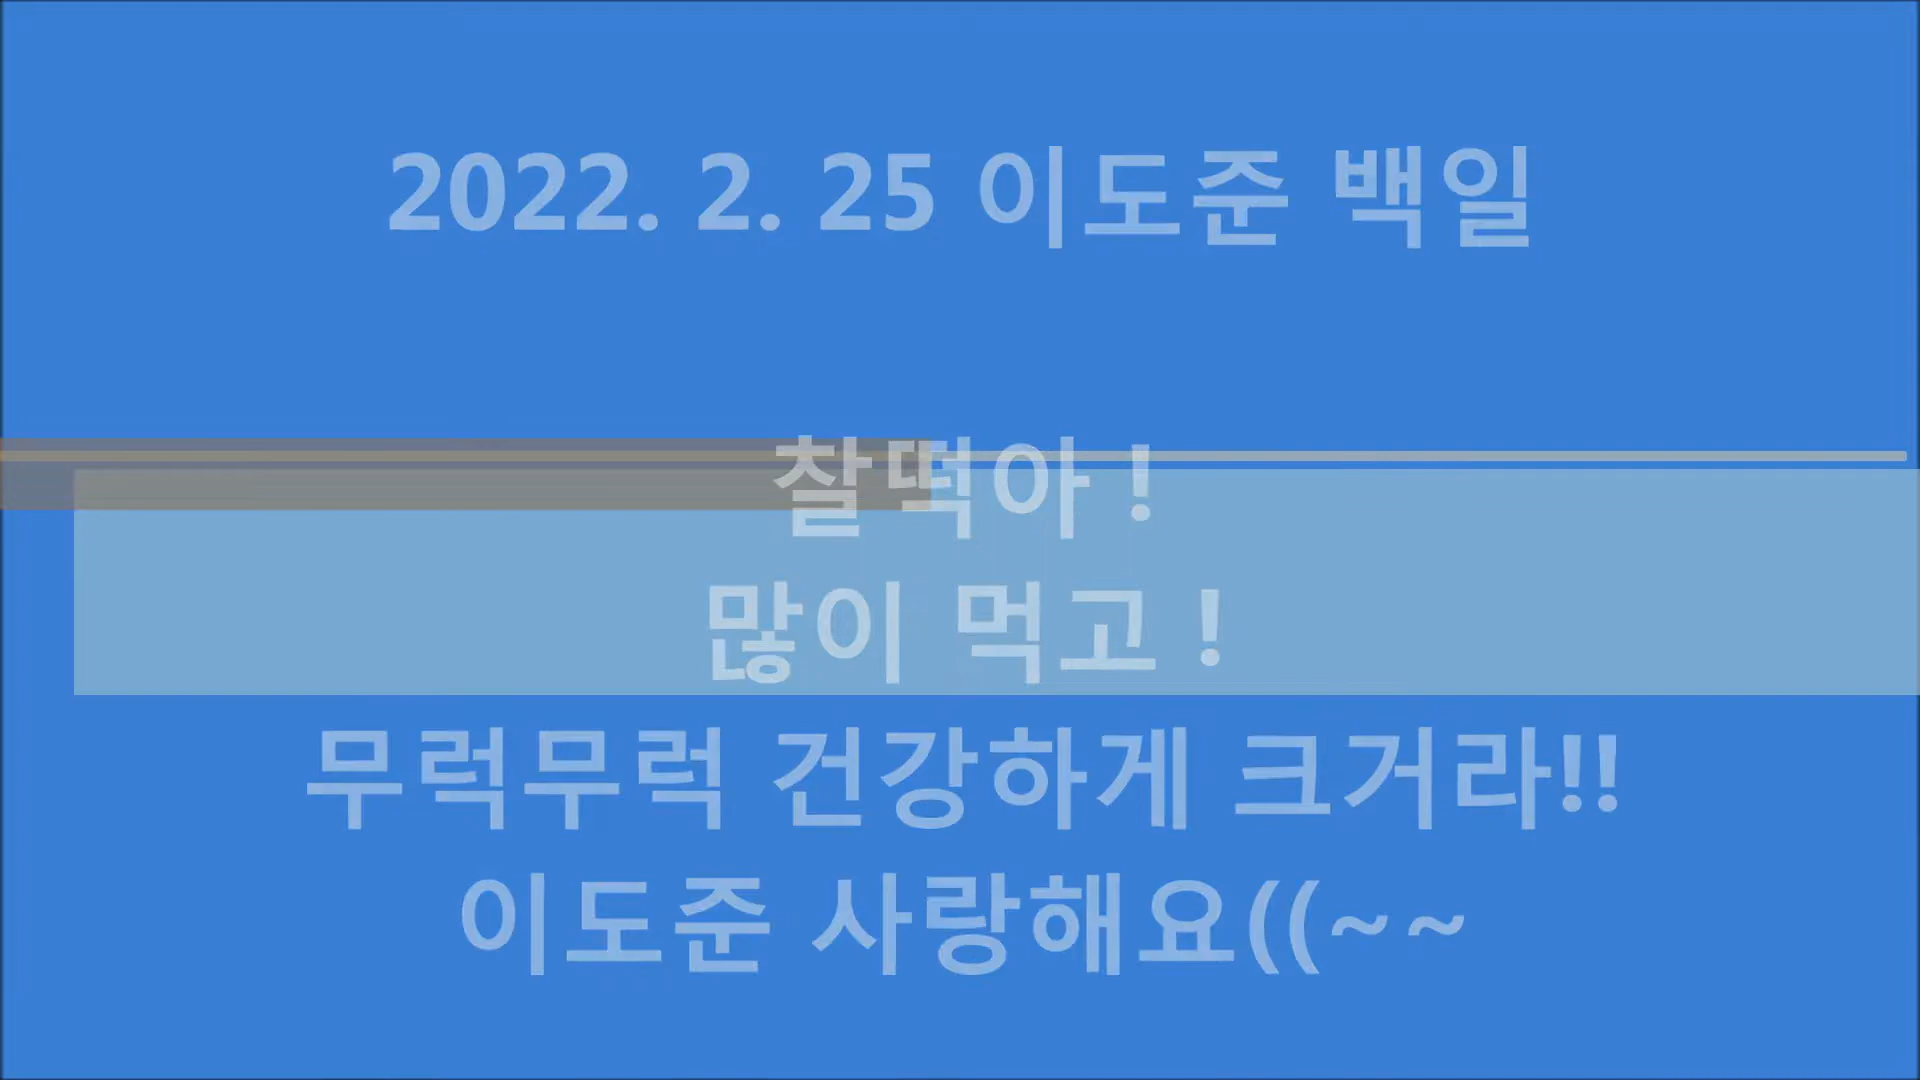 2022. 2. 25 이도준 백일
찰떡아 !
많이 먹고 !
무럭무럭 건강하게 크거라!!
이도준 사랑해요((~~